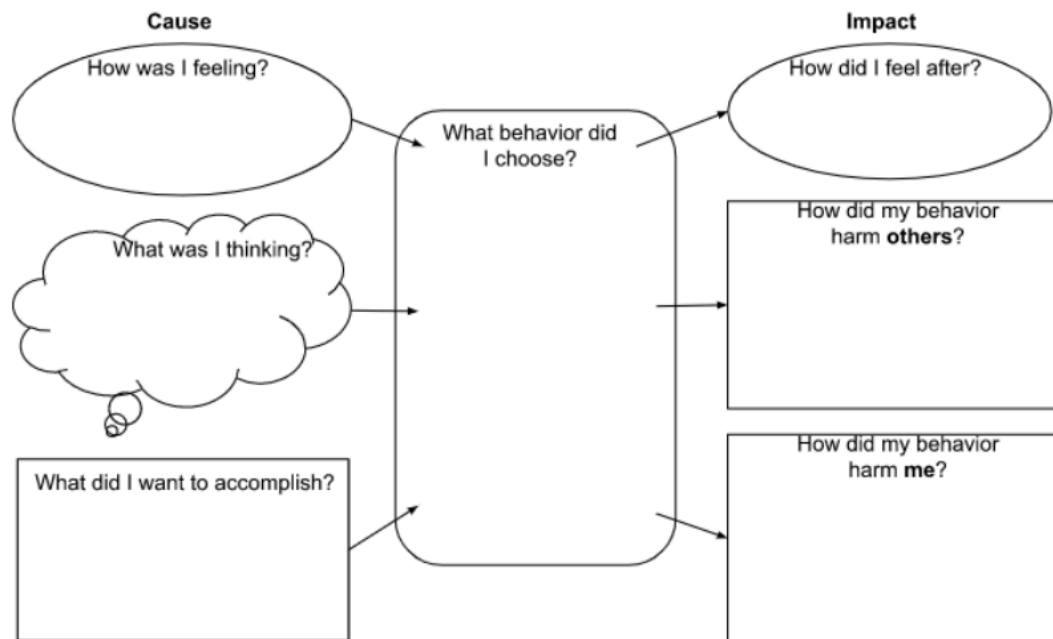 Cause
How was I feeling?
What was I thinking?
What did I want to accomplish?
What behavior did
I choose?
Impact
How did I feel after?
How did my behavior
harm others?
How did my behavior
harm me?